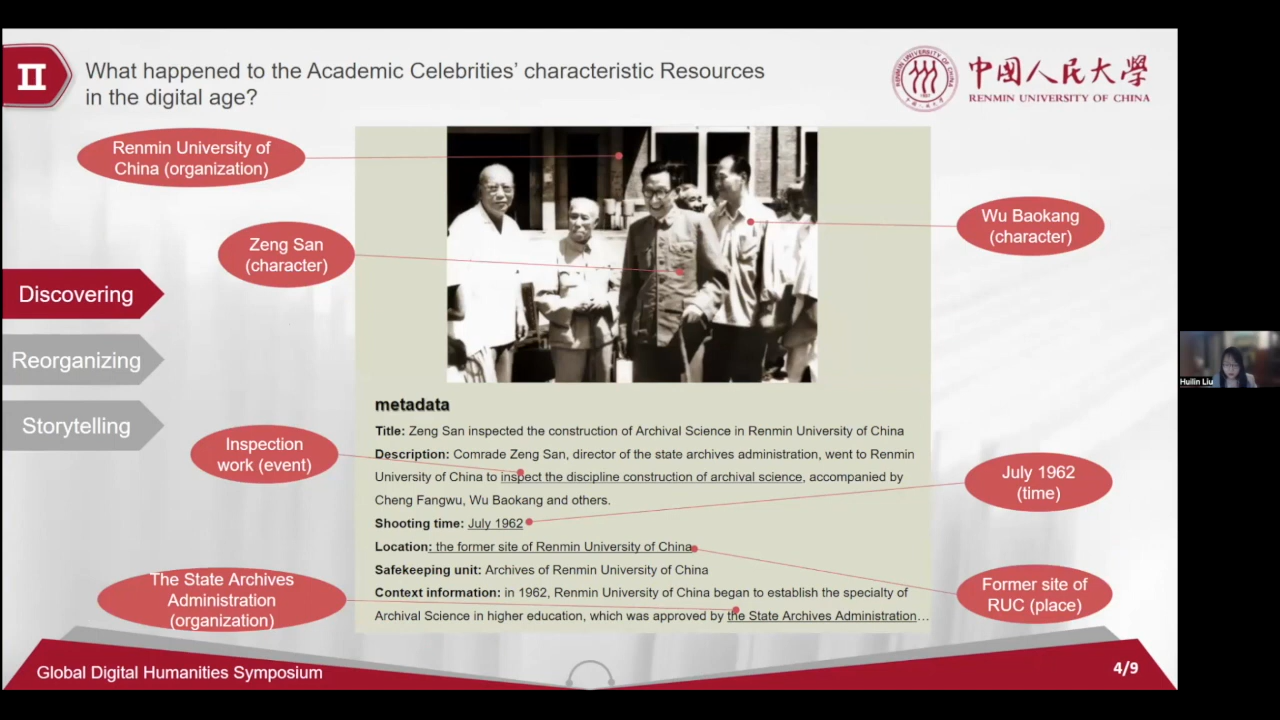 II
What happened to the Academic Celebrities' characteristic Resources
in the digital age?
中國人民大學
RENMIN UNIVERSITY OF CHINA
Renmin University of
China (organization)
Zeng San
(character)
Wu Baokang
(character)
Discovering
Reorganizing
Storytelling
metadata
Title: Zeng San inspected the construction of Archival Science in Renmin University of China
Description: Comrade Zeng San, director of the state archives administration, went to Renmin
University of China to inspect the discipline construction of archival science, accompanied by
Cheng Fangwu, Wu Baokang and others.
Shooting time: July 1962
Location: the former site of Renmin University of China
Safekeeping unit: Archives of Renmin University of China
Context information: in 1962, Renmin University of China began to establish the specialty of
Archival Science in higher education, which was approved by the State Archives Administration…
Inspection
work (event)
July 1962
(time)
The State Archives
Administration
(organization)
Former site of
RUC (place)
Huilin Liu
Global Digital Humanities Symposium
4/9